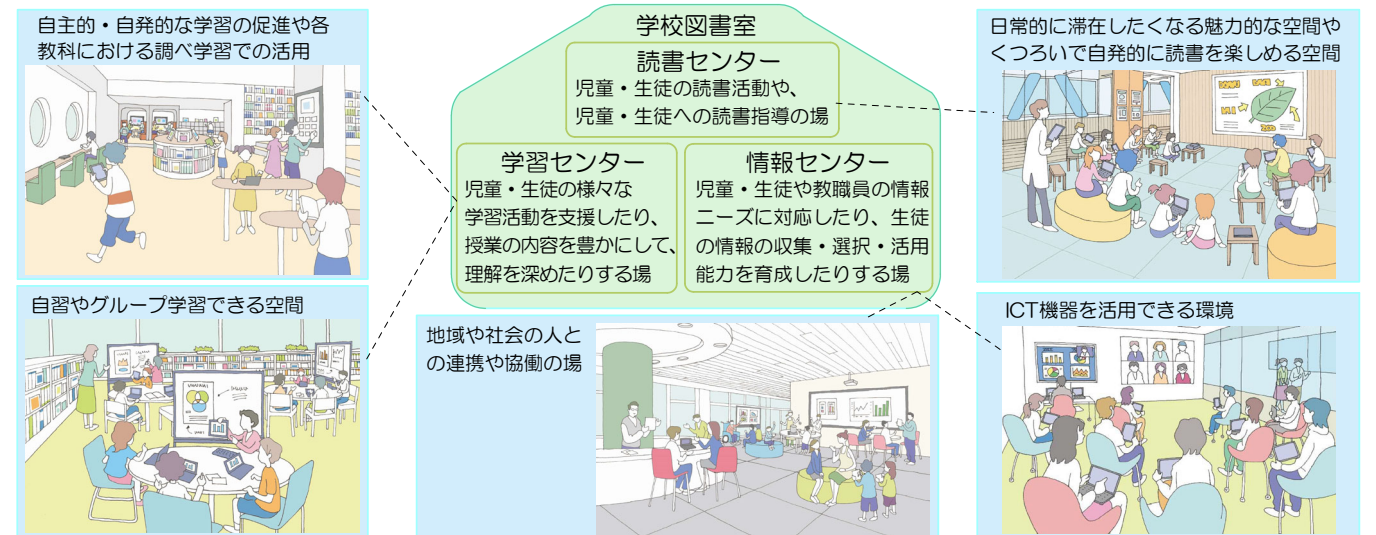 自主的・自発的な学習の促進や各
教科における調べ学習での活用
自習やグループ学習できる空間
学校図書室
読書センター
児童・生徒の読書活動や、
児童・生徒への読書指導の場
学習センター
児童・生徒の様々な
学習活動を支援したり、
授業の内容を豊かにして、
理解を深めたりする場
情報センター
児童・生徒や教職員の情報
ニーズに対応したり、生徒
の情報の収集・選択・活用
能力を育成したりする場
地域や社会の人と
の連携や協働の場
日常的に滞在したくなる魅力的な空間や
くつろいで自発的に読書を楽しめる空間
ICT機器を活用できる環境